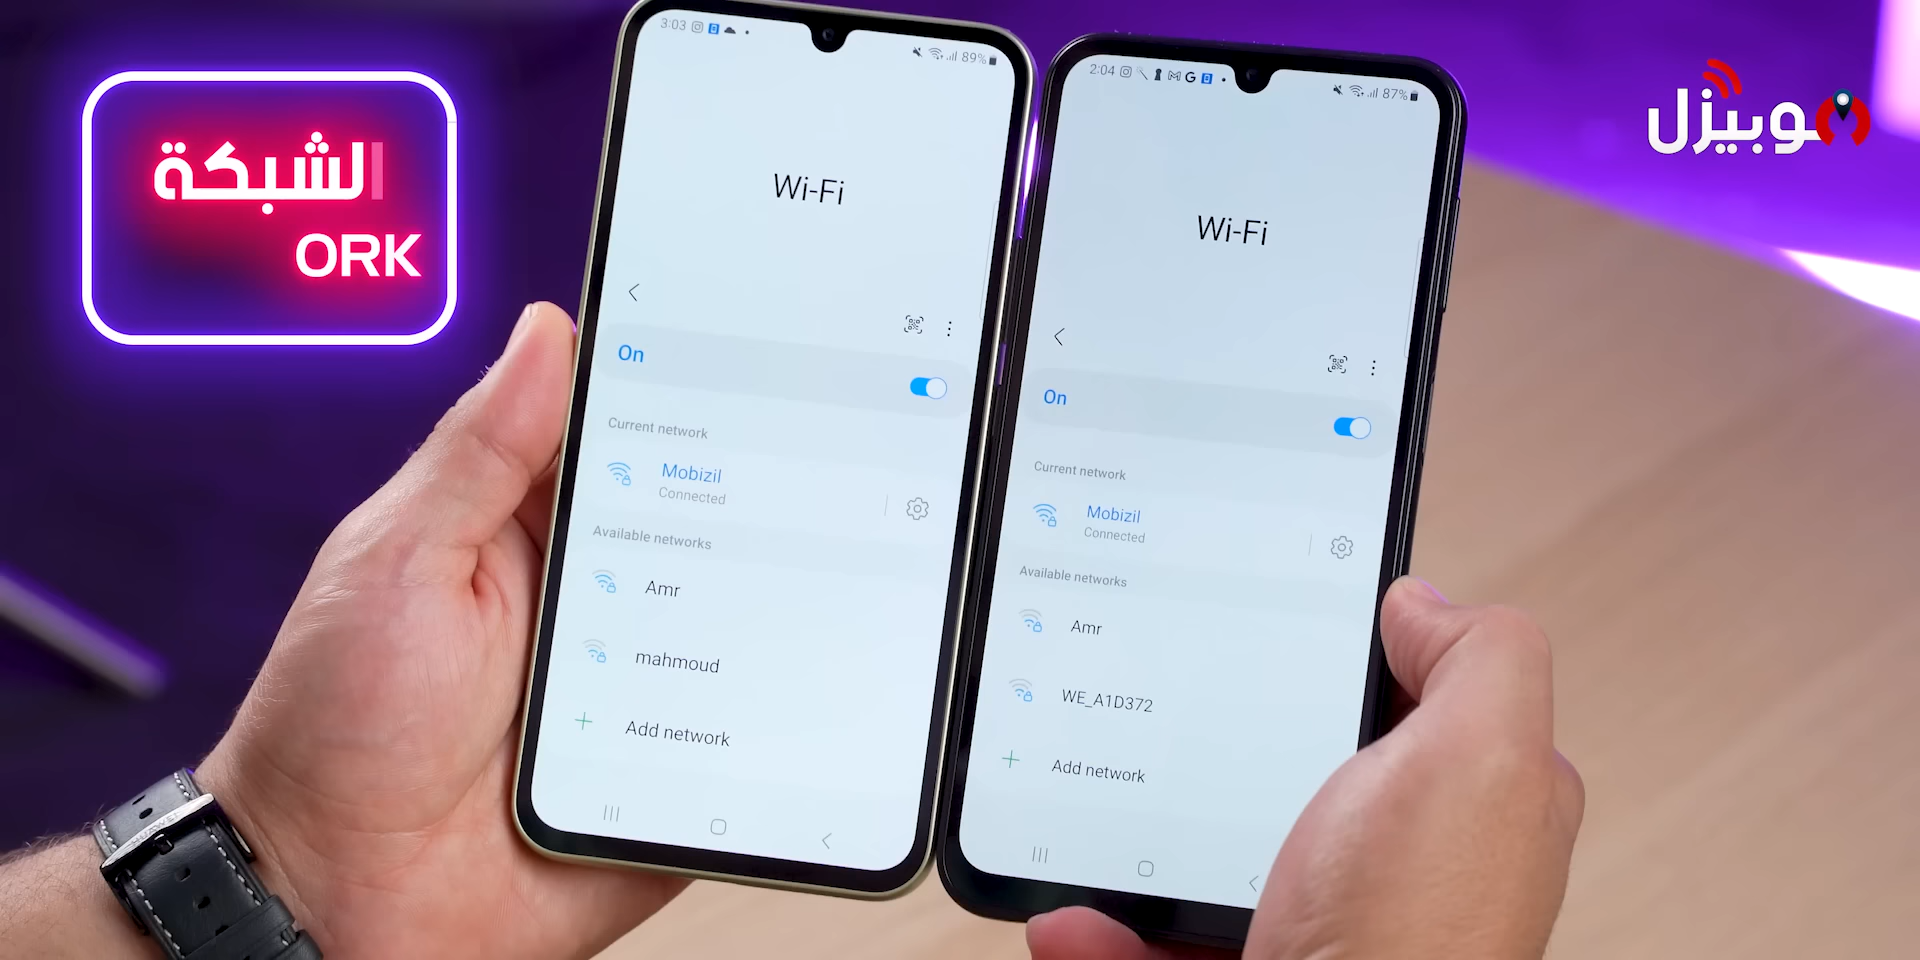 الشبكة
ORK
موبيزل
3:03
89%
Wi-Fi
On
Current network
Mobizil
Connected
Available networks
Amr
mahmoud
Add network
2:04
87%
Wi-Fi
On
Current network
Mobizil
Connected
Available networks
Amr
WE_A1D372
Add network